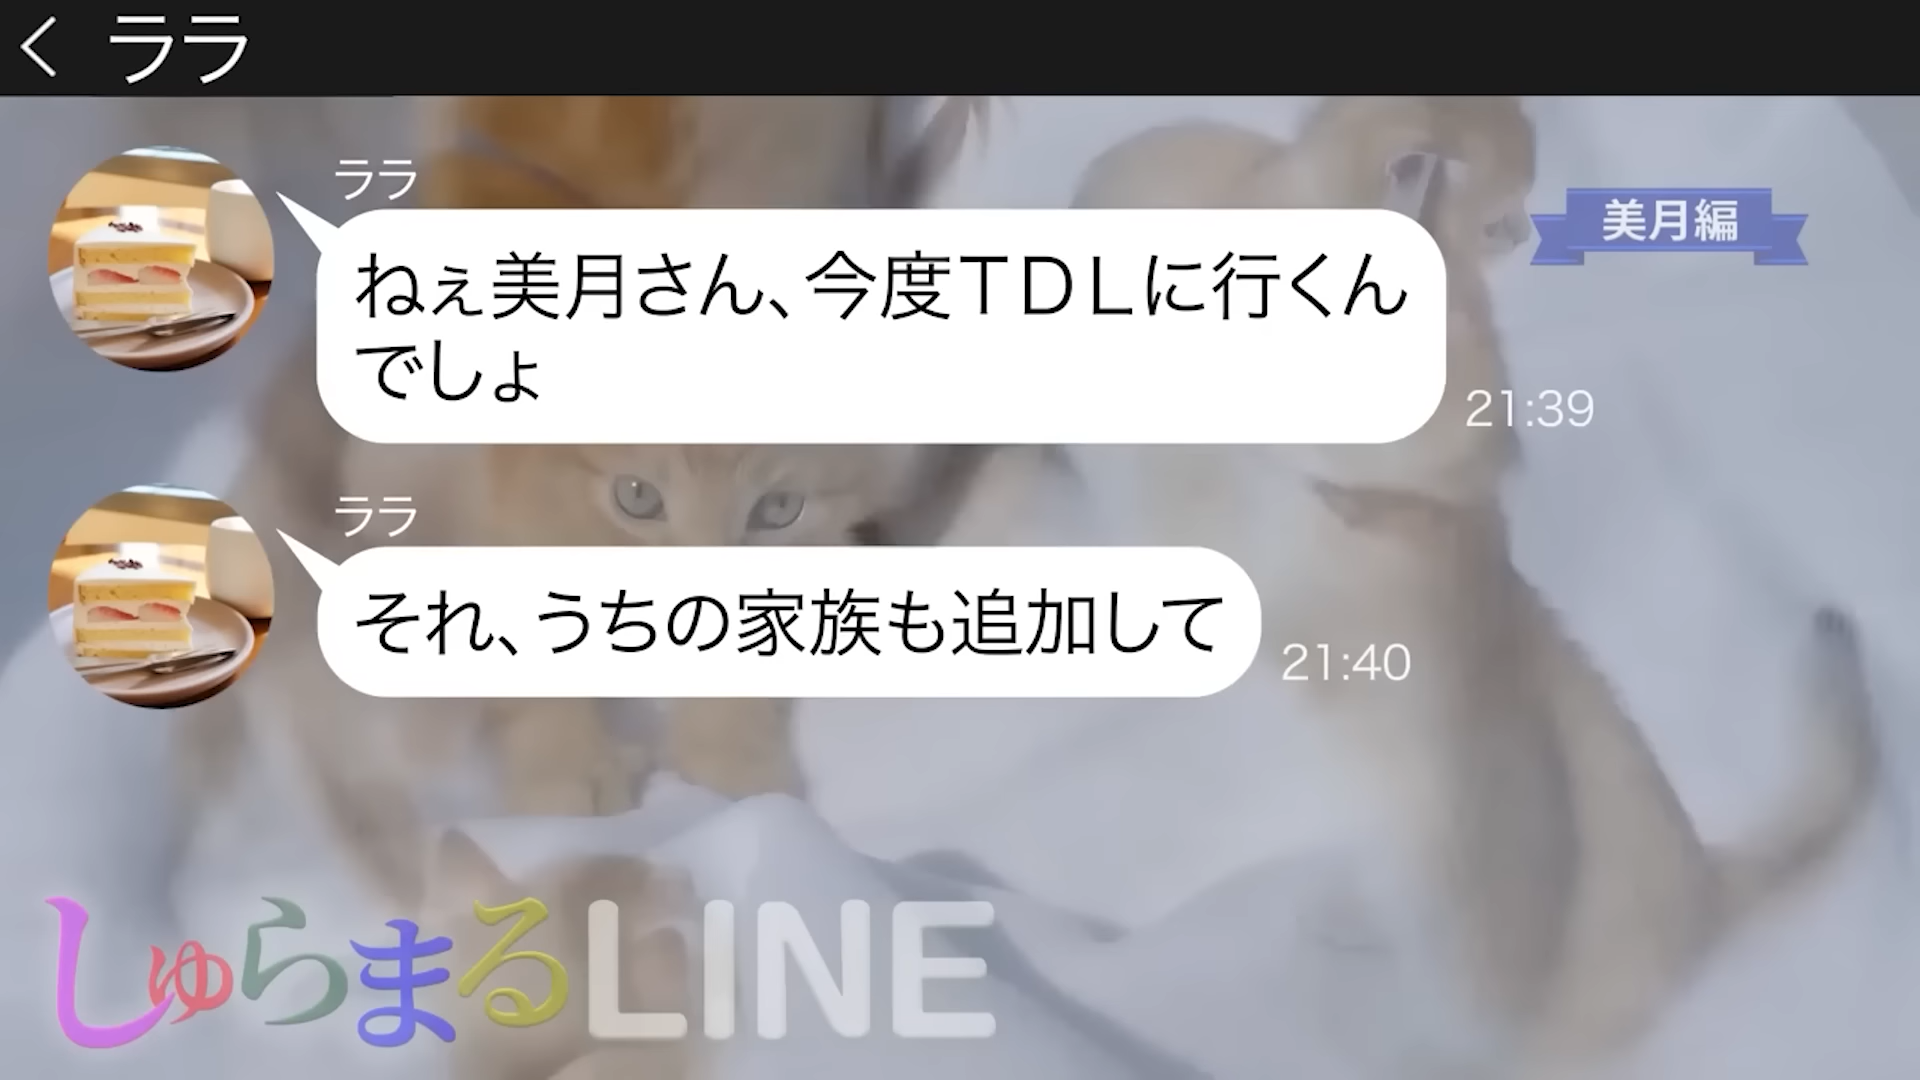 ララ
ララ
美月編
ねぇ美月さん、今度ＴＤＬに行くん
でしょ
21:39
ララ
それ、うちの家族も追加して
21:40
しゅらまるLINE